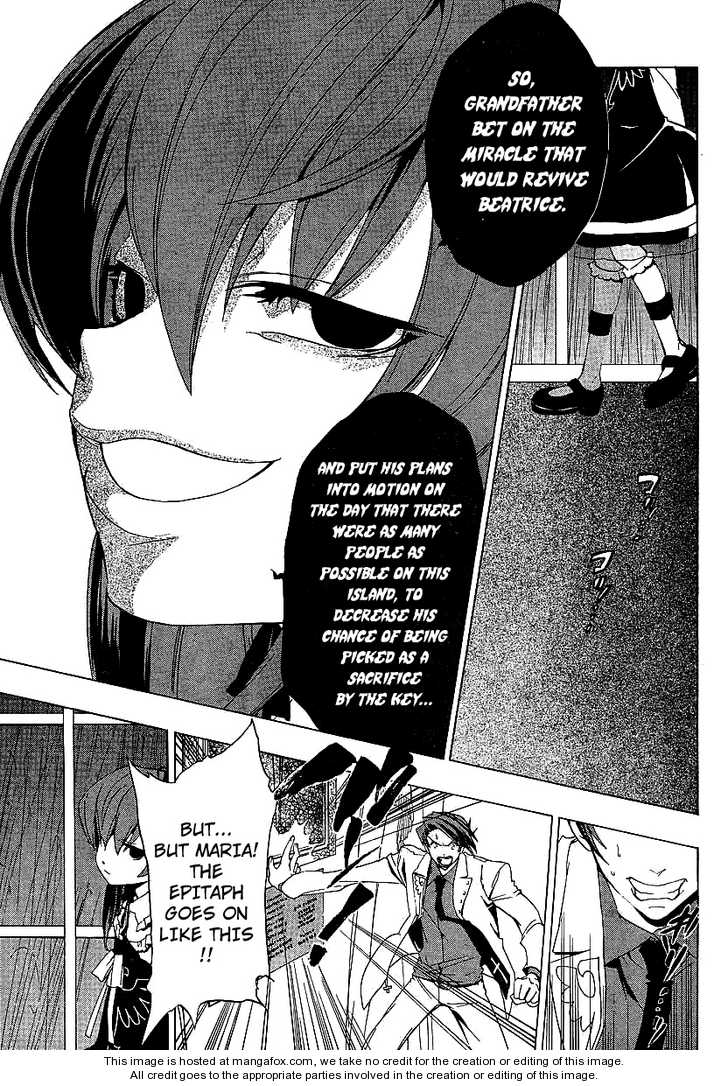 SO,
GRANDFATHER
BET ON THE
MIRACLE THAT
WOULD REVIVE
BEATRICE.
コツ…
コツ…
AND PUT HIS PLANS
INTO MOTION ON
THE DAY THAT THERE
WERE AS MANY
PEOPLE AS
POSSIBLE ON THIS
ISLAND, TO
DECREASE HIS
CHANCE OF BEING
PICKED AS A
SACRIFICE
BY THE KEY...
BUT...
BUT MARIA!
THE
EPITAPH
GOES ON
LIKE THIS
!!
This image is hosted at mangafox.com, we take no credit for the creation or editing of this image.
All credit goes to the appropriate parties involved in the creation or editing of this image.